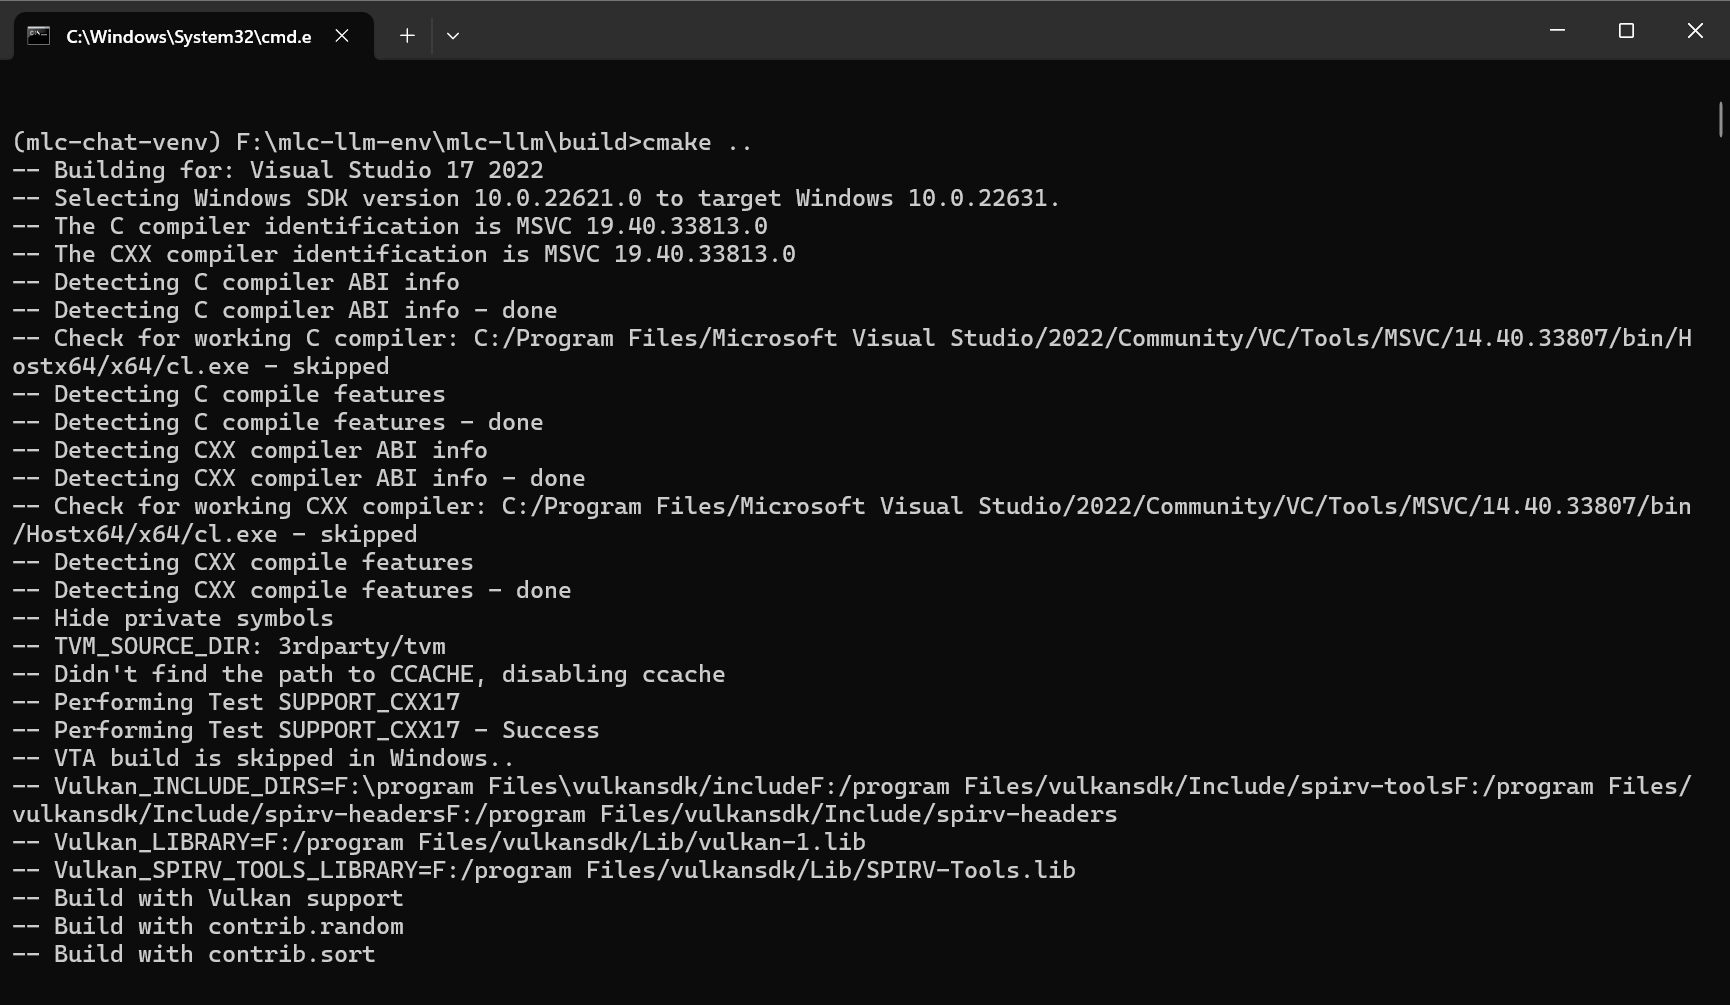 C:\Windows\System32\cmd.e
(mlc-chat-venv) F:\mlc-llm-env\mlc-llm\build>cmake ..
-- Building for: Visual Studio 17 2022
-- Selecting Windows SDK version 10.0.22621.0 to target Windows 10.0.22631.
-- The C compiler identification is MSVC 19.40.33813.0
-- The CXX compiler identification is MSVC 19.40.33813.0
-- Detecting C compiler ABI info
-- Detecting C compiler ABI info - done
-- Check for working C compiler: C:/Program Files/Microsoft Visual Studio/2022/Community/VC/Tools/MSVC/14.40.33807/bin/H
ostx64/x64/cl.exe - skipped
-- Detecting C compile features
-- Detecting C compile features - done
-- Detecting CXX compiler ABI info
-- Detecting CXX compiler ABI info - done
-- Check for working CXX compiler: C:/Program Files/Microsoft Visual Studio/2022/Community/VC/Tools/MSVC/14.40.33807/bin
/Hostx64/x64/cl.exe - skipped
-- Detecting CXX compile features
-- Detecting CXX compile features - done
-- Hide private symbols
-- TVM_SOURCE_DIR: 3rdparty/tvm
-- Didn't find the path to CCACHE, disabling ccache
-- Performing Test SUPPORT_CXX17
-- Performing Test SUPPORT_CXX17 - Success
-- VTA build is skipped in Windows..
-- Vulkan_INCLUDE_DIRS=F:\program Files\vulkansdk/includeF:/program Files/vulkansdk/Include/spirv-toolsF:/program Files/
vulkansdk/Include/spirv-headersF:/program Files/vulkansdk/Include/spirv-headers
-- Vulkan_LIBRARY=F:/program Files/vulkansdk/Lib/vulkan-1.lib
-- Vulkan_SPIRV_TOOLS_LIBRARY=F:/program Files/vulkansdk/Lib/SPIRV-Tools.lib
-- Build with Vulkan support
-- Build with contrib.random
-- Build with contrib.sort